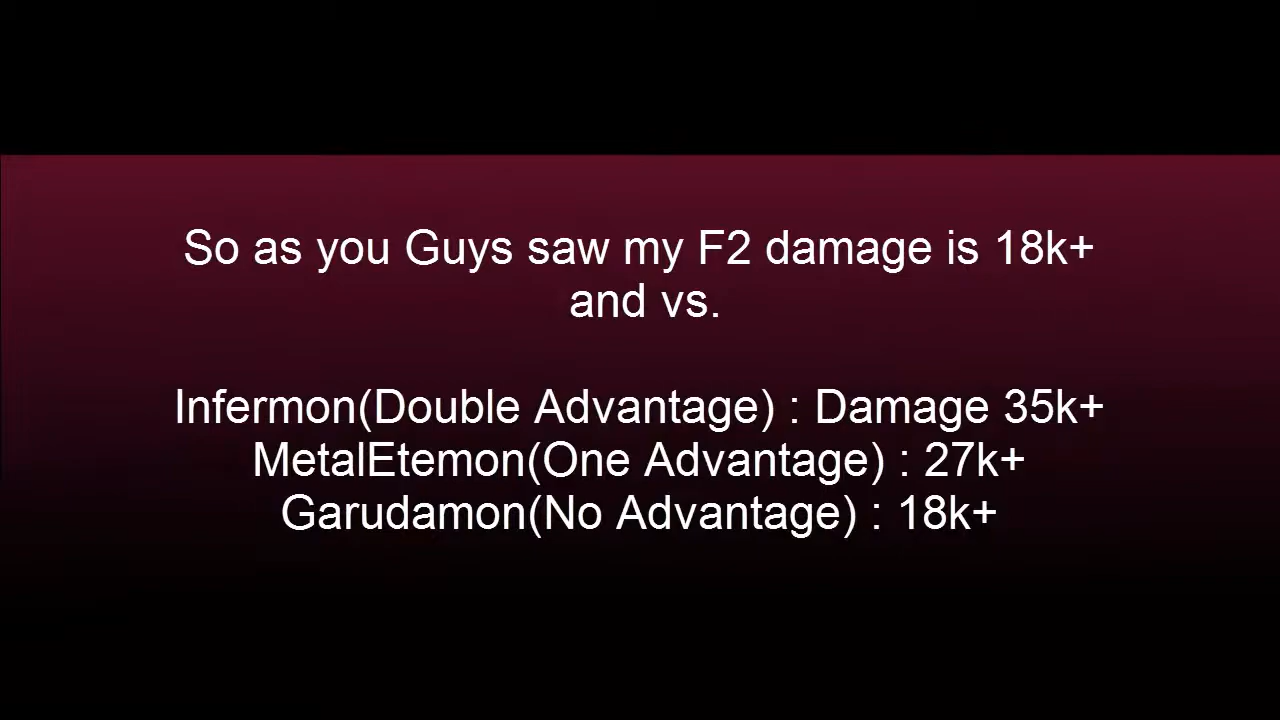 So as you Guys saw my F2 damage is 18k+
and vs.
Infermon(Double Advantage) : Damage 35k+
MetalEtemon(One Advantage) : 27k+
Garudamon(No Advantage) : 18k+